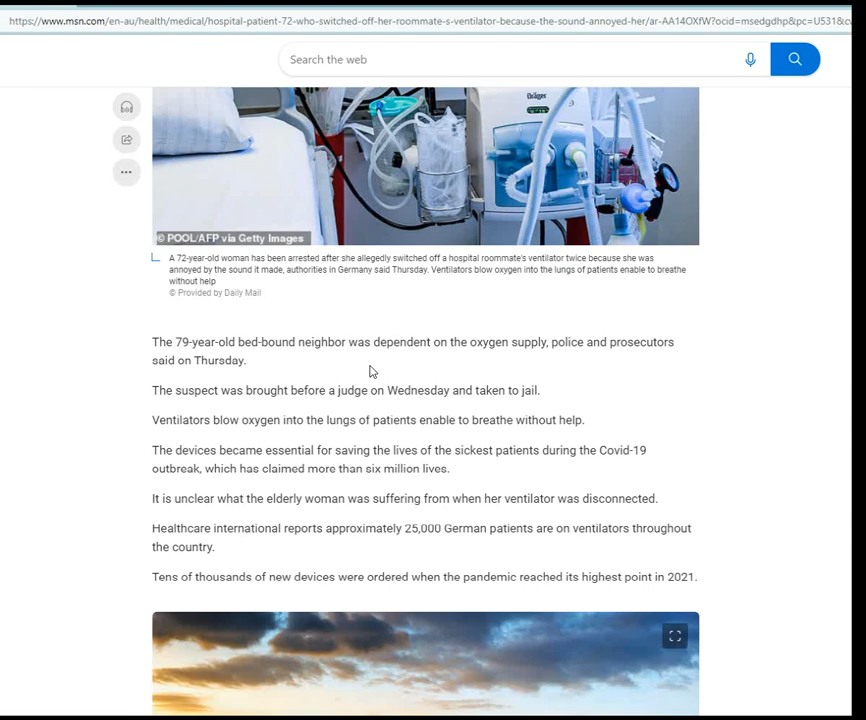 https://www.msn.com/en-au/health/medical/hospital-patient-72-who-switched-off-her-roommate-s-ventilator-because-the-sound-annoyed-her/ar-AA14OXfW?ocid=msedgdhp&pc=U531&cv
Search the web
Dräger
© POOL/AFP via Getty Images
A 72-year-old woman has been arrested after she allegedly switched off a hospital roommate's ventilator twice because she was
annoyed by the sound it made, authorities in Germany said Thursday. Ventilators blow oxygen into the lungs of patients enable to breathe
without help
© Provided by Daily Mail
The 79-year-old bed-bound neighbor was dependent on the oxygen supply, police and prosecutors
said on Thursday.
The suspect was brought before a judge on Wednesday and taken to jail.
Ventilators blow oxygen into the lungs of patients enable to breathe without help.
The devices became essential for saving the lives of the sickest patients during the Covid-19
outbreak, which has claimed more than six million lives.
It is unclear what the elderly woman was suffering from when her ventilator was disconnected.
Healthcare international reports approximately 25,000 German patients are on ventilators throughout
the country.
Tens of thousands of new devices were ordered when the pandemic reached its highest point in 2021.